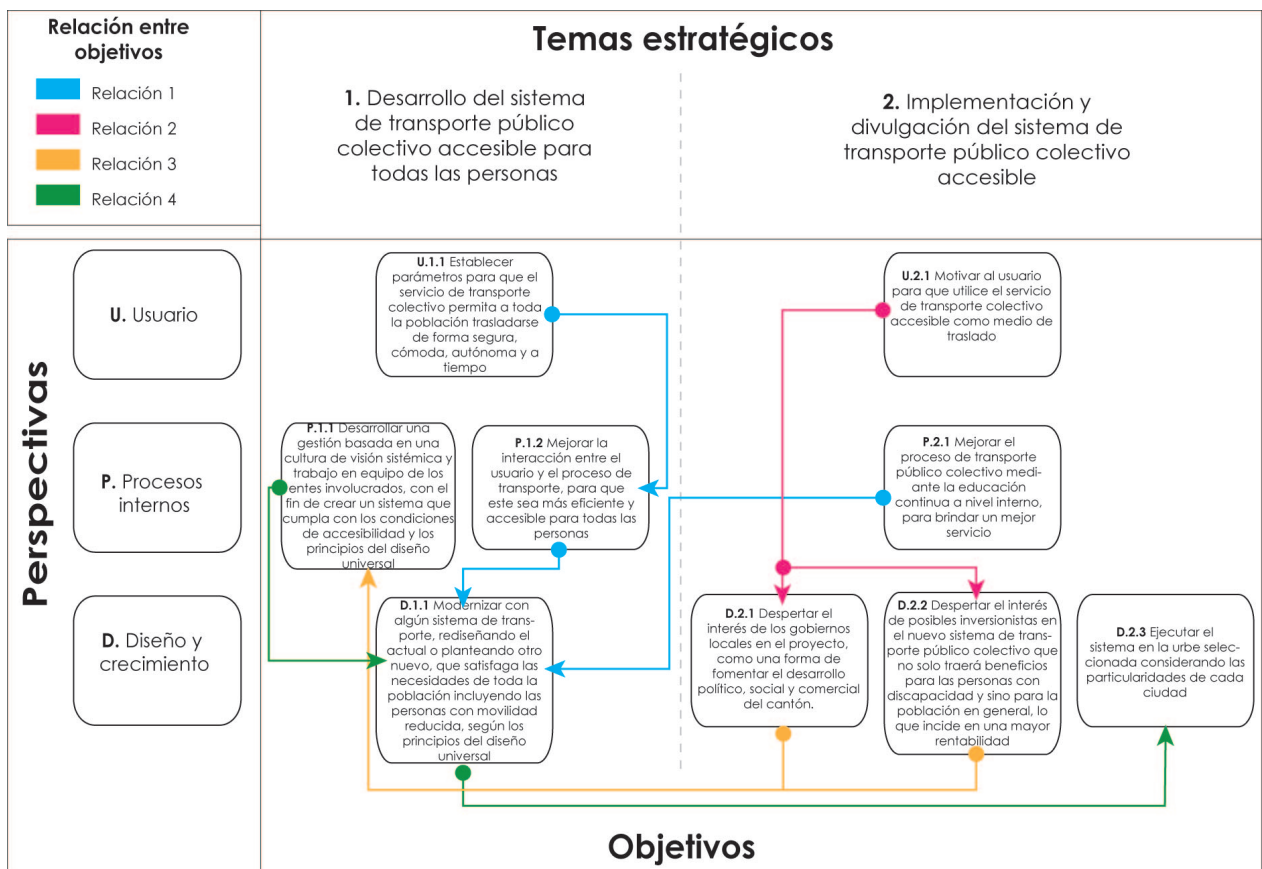 Relación entre
objetivos
Relación 1
Relación 2
Relación 3
Relación 4
Temas estratégicos
1. Desarrollo del sistema
de transporte público
colectivo accesible para
todas las personas
2. Implementación y
divulgación del sistema de
transporte público colectivo
accesible
Perspectivas
U. Usuario
U.1.1 Establecer
parámetros para que el
servicio de transporte
colectivo permita a toda
la población trasladarse
de forma segura,
cómoda, autónoma y a
tiempo
U.2.1 Motivar al usuario
para que utilice el servicio
de transporte colectivo
accesible como medio de
traslado
P. Procesos
internos
P.1.1 Desarrollar una
gestión basada en una
cultura de visión sistémica y
trabajo en equipo de los
entes involucrados, con el
fin de crear un sistema que
cumpla con los condiciones
de accesibilidad y los
principios del diseño
universal
P.1.2 Mejorar la
interacción entre el
usuario y el proceso de
transporte, para que
este sea más eficiente y
accesible para todas las
personas
P.2.1 Mejorar el
proceso de transporte
público colectivo medi-
ante la educación
continua a nivel interno,
para brindar un mejor
servicio
D. Diseño y
crecimiento
D.1.1 Modernizar con
algún sistema de trans-
porte, rediseñando el
actual o planteando otro
nuevo, que satisfaga las
necesidades de toda la
población incluyendo las
personas con movilidad
reducida, según los
principios del diseño
universal
D.2.1 Despertar el
interés de los gobiernos
locales en el proyecto,
como una forma de
fomentar el desarrollo
político, social y comercial
del cantón.
D.2.2 Despertar el interés
de posibles inversionistas
en el nuevo sistema de trans-
porte público colectivo que
no solo traerá beneficios
para las personas con
discapacidad y sino para la
población en general, lo
que incide en una mayor
rentabilidad
D.2.3 Ejecutar el
sistema en la urbe selec-
cionada considerando las
particularidades de cada
ciudad
Objetivos